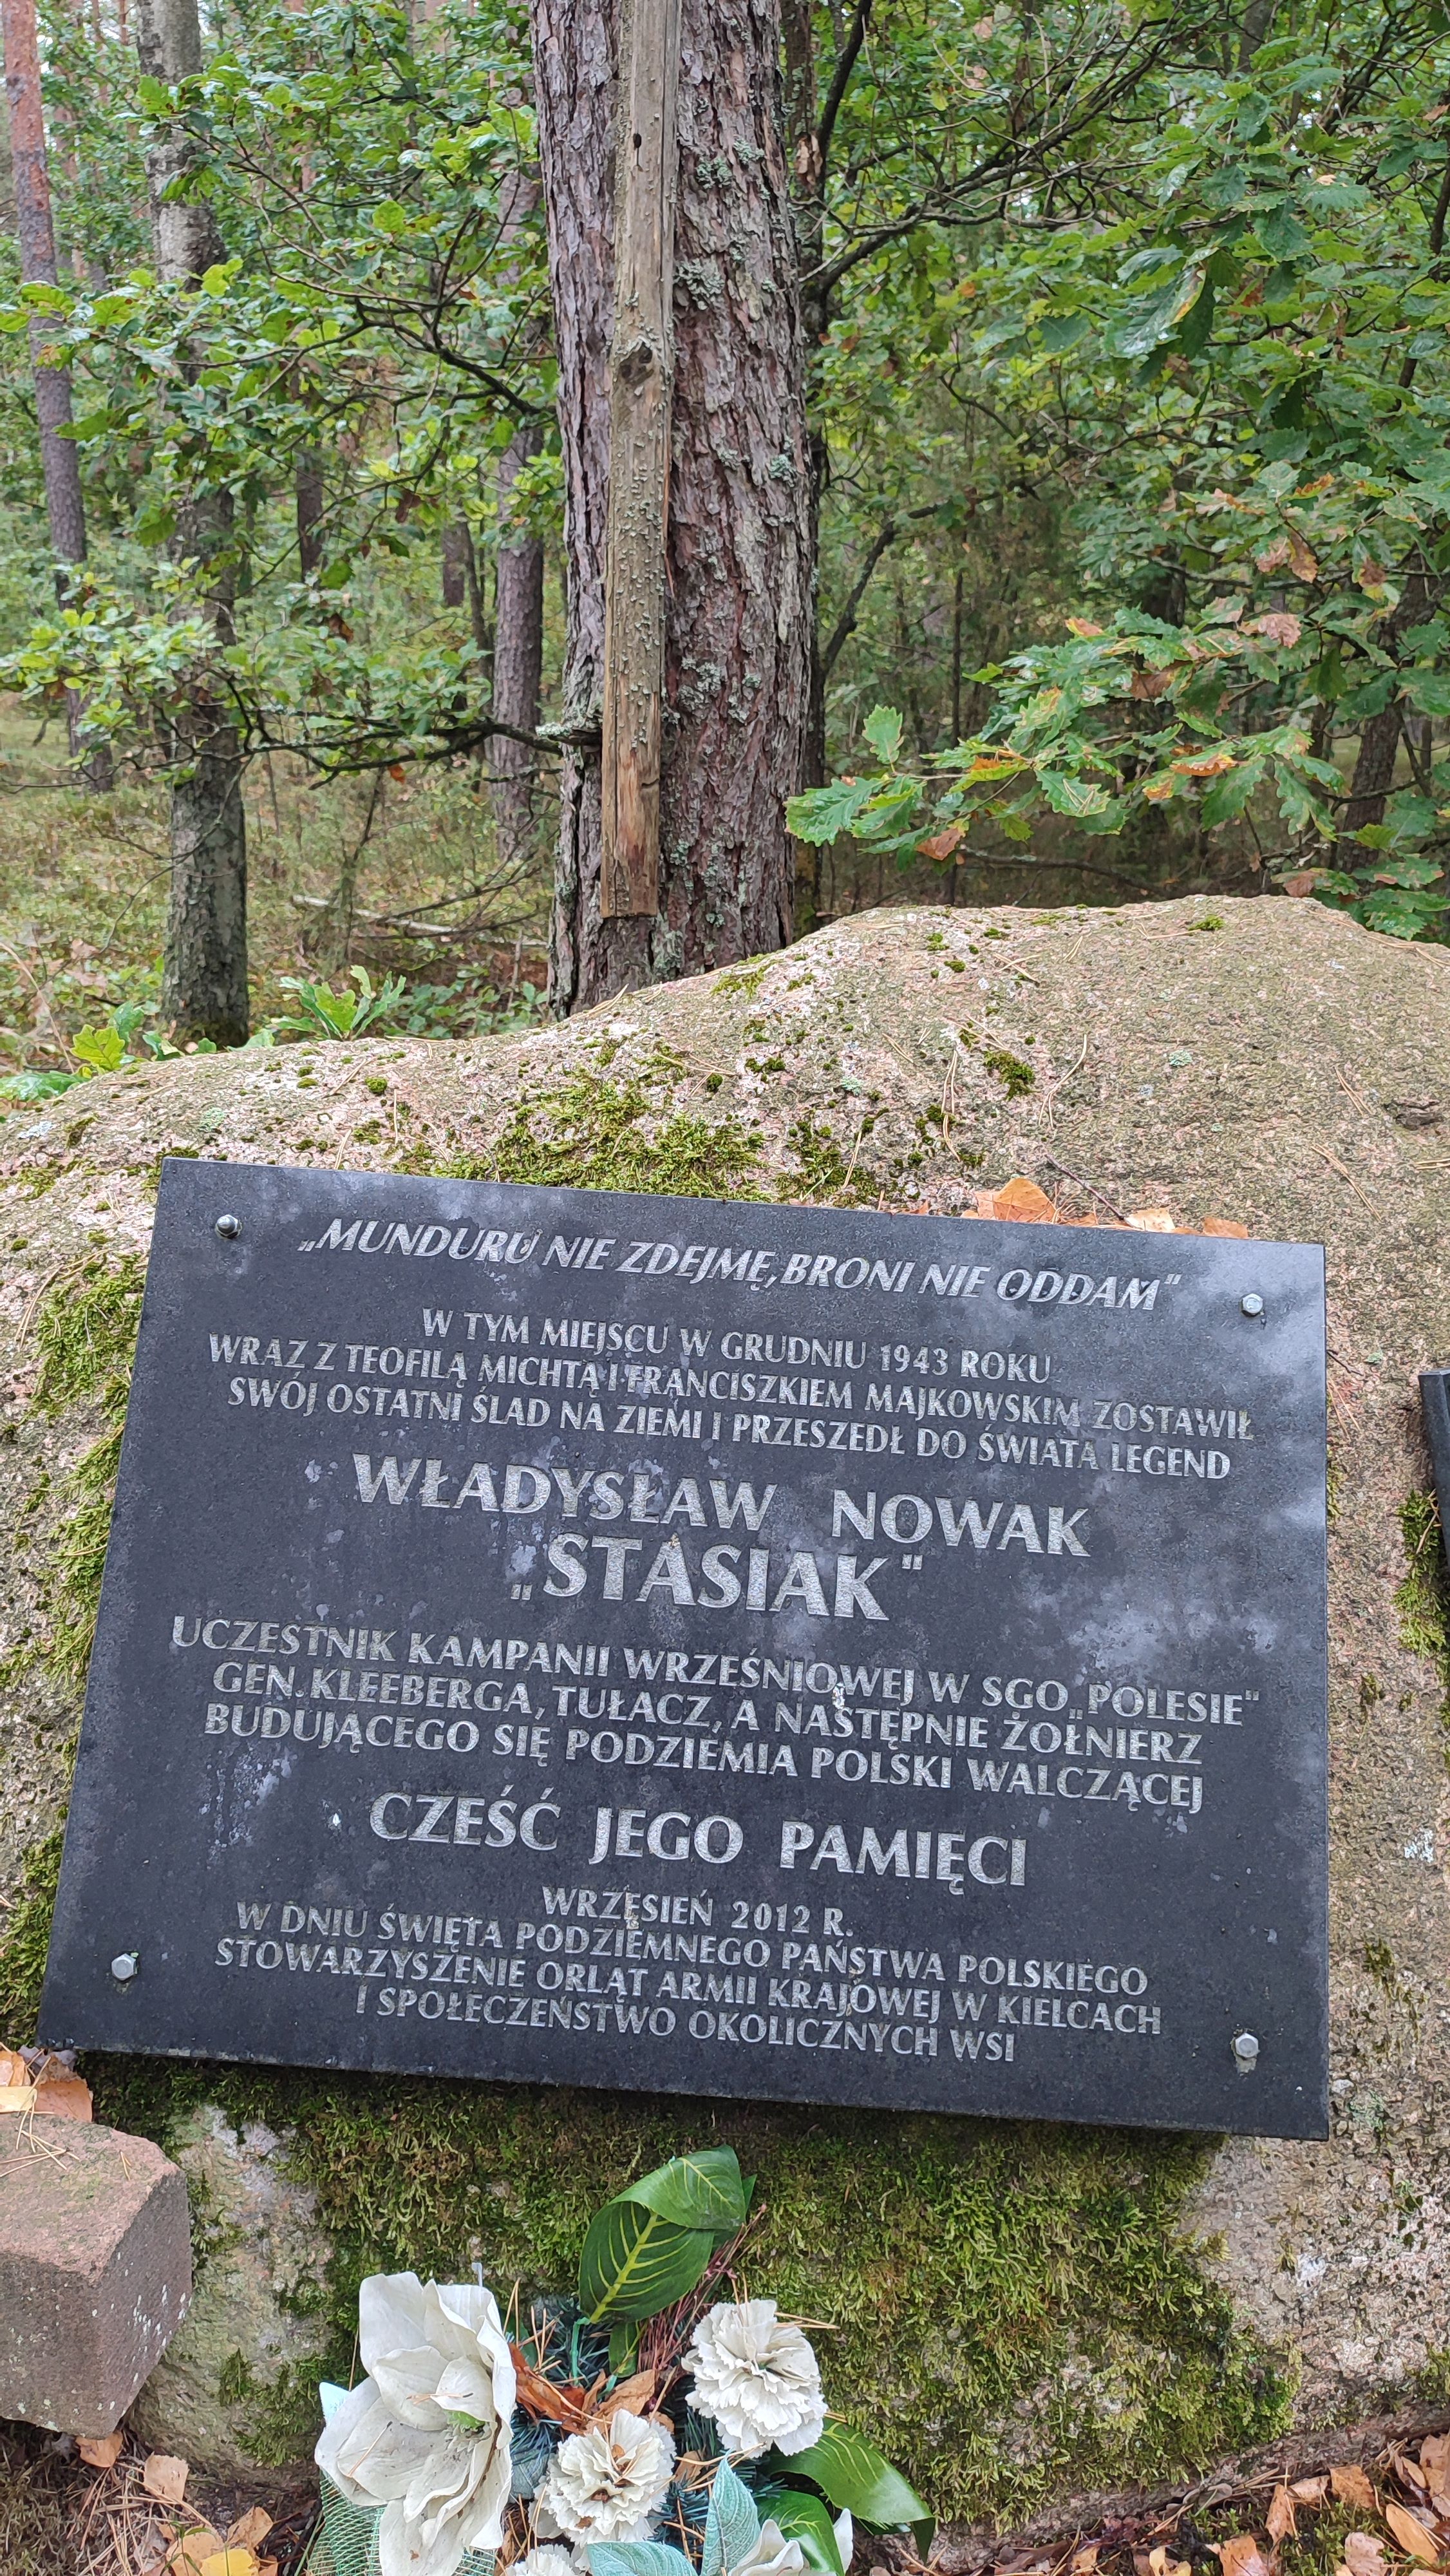 „MUNDURU NIE ZDEJMĘ, BRONI NIE ODDAM"
W TYM MIEJSCU W GRUDNIU 1943 ROKU
WRAZ Z TEOFILĄ MICHTĄ I FRANCISZKIEM MAJKOWSKIM ZOSTAWIŁ
SWÓJ OSTATNI ŚLAD NA ZIEMI I PRZESZEDŁ DO ŚWIATA LEGEND
WŁADYSŁAW NOWAK
„STASIAK"
UCZESTNIK KAMPANII WRZEŚNIOWEJ W SGO „POLESIE"
GEN. KLEEBERGA, TUŁACZ, A NASTĘPNIE ŻOŁNIERZ
BUDUJĄCEGO SIĘ PODZIEMIA POLSKI WALCZĄCEJ
CZEŚĆ JEGO PAMIĘCI
WRZESIEŃ 2012 R.
W DNIU ŚWIĘTA PODZIEMNEGO PAŃSTWA POLSKIEGO
STOWARZYSZENIE ORLĄT ARMII KRAJOWEJ W KIELCACH
I SPOŁECZEŃSTWO OKOLICZNYCH WSI